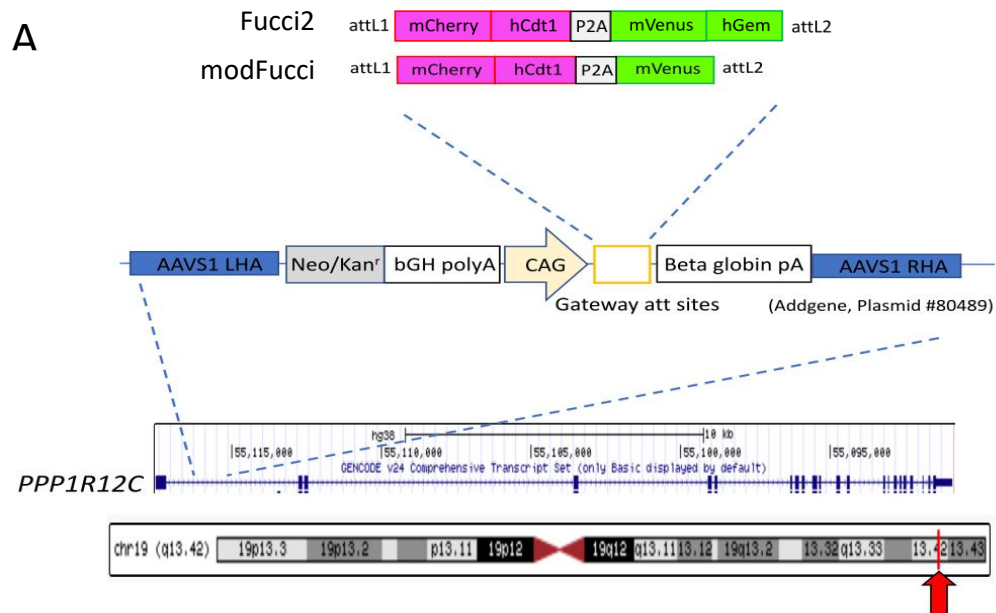 A
Fucci2 attL1 mCherry hCdt1 P2A mVenus hGem attL2
modFucci attL1 mCherry hCdt1 P2A mVenus attL2
AAVS1 LHA Neo/Kanʳ bGH polyA CAG Beta globin pA AAVS1 RHA
Gateway att sites (Addgene, Plasmid #80489)
hg38 10 kb
55,115,000 55,110,000 55,105,000 55,100,000 55,095,000
GENCODE v24 Comprehensive Transcript Set (only Basic displayed by default)
PPP1R12C
chr19 (q13.42) 19p13.3 19p13.2 p13.11 19p12 19q12 q13.11 13.12 19q13.2 13.32 q13.33 13.42 13.43